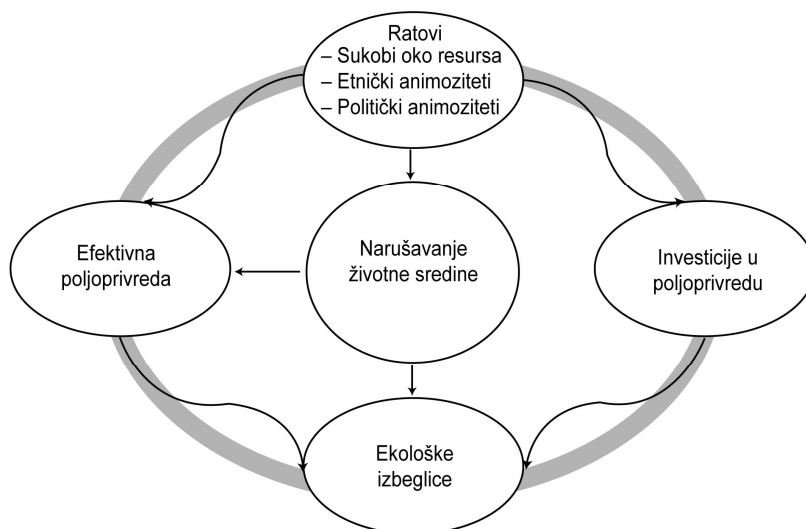 Ratovi
– Sukobi oko resursa
– Etnički animoziteti
– Politički animoziteti
Efektivna
poljoprivreda
Narušavanje
životne sredine
Investicije u
poljoprivredu
Ekološke
izbeglice